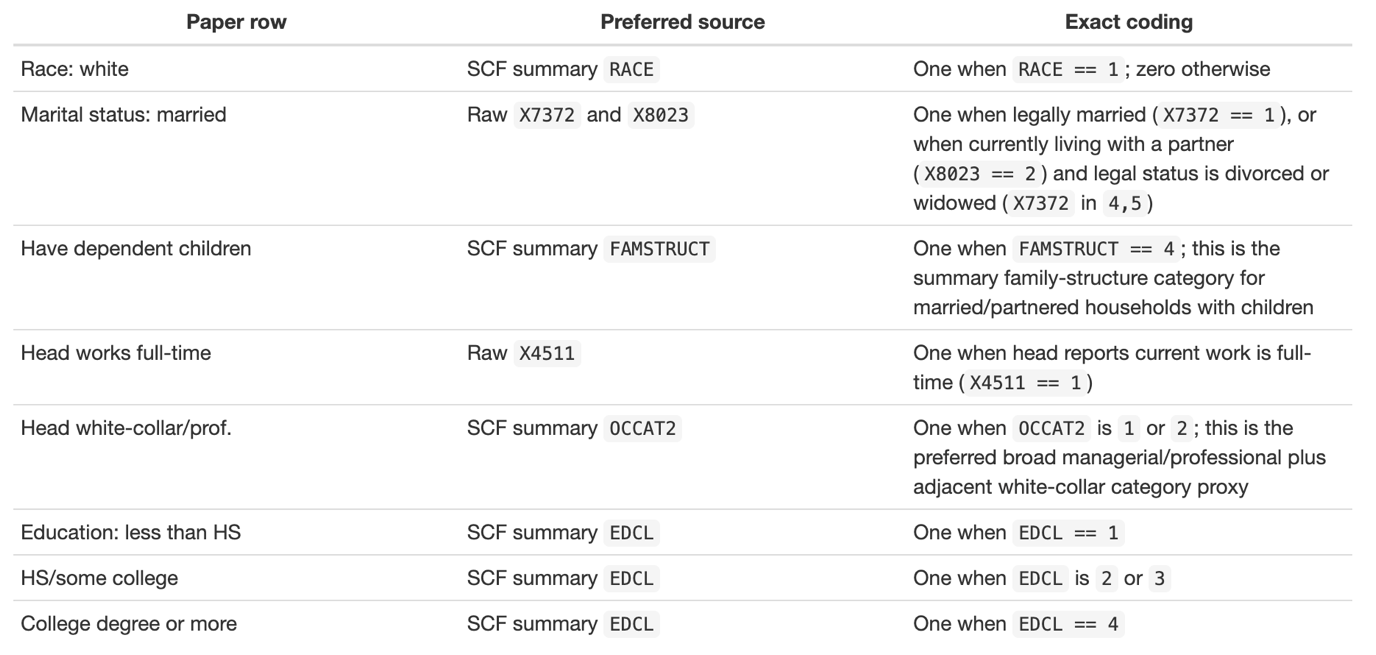 Paper row Preferred source Exact coding
Race: white SCF summary RACE One when RACE == 1; zero otherwise
Marital status: married Raw X7372 and X8023 One when legally married (X7372 == 1), or
when currently living with a partner
(X8023 == 2) and legal status is divorced or
widowed (X7372 in 4,5)
Have dependent children SCF summary FAMSTRUCT One when FAMSTRUCT == 4; this is the
summary family-structure category for
married/partnered households with children
Head works full-time Raw X4511 One when head reports current work is full-
time (X4511 == 1)
Head white-collar/prof. SCF summary OCCAT2 One when OCCAT2 is 1 or 2; this is the
preferred broad managerial/professional plus
adjacent white-collar category proxy
Education: less than HS SCF summary EDCL One when EDCL == 1
HS/some college SCF summary EDCL One when EDCL is 2 or 3
College degree or more SCF summary EDCL One when EDCL == 4